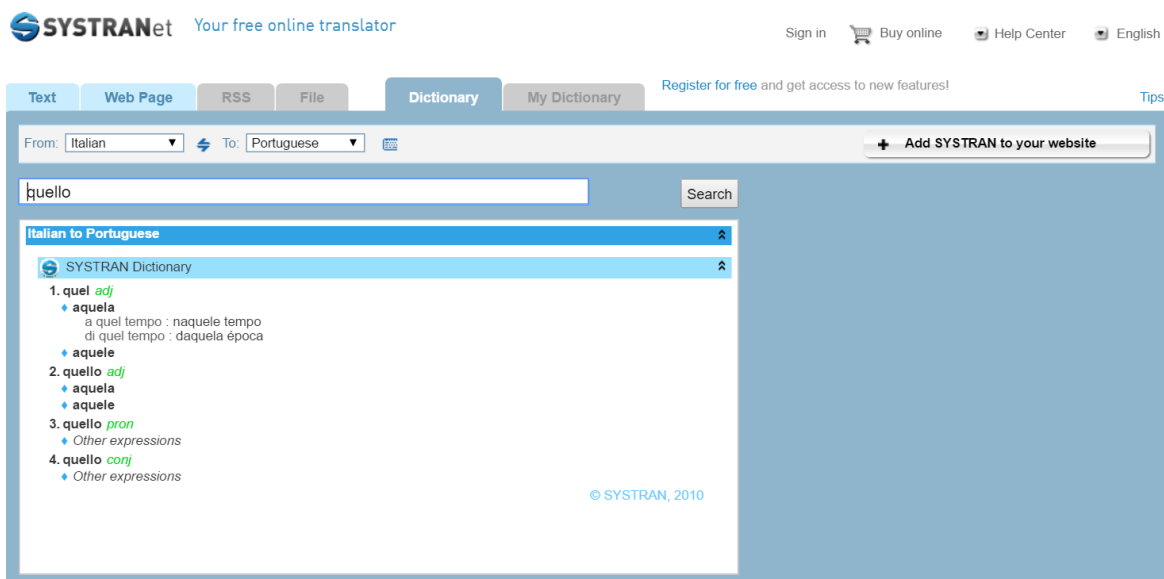 SYSTRANet Your free online translator
Sign in Buy online Help Center English
Text Web Page RSS File Dictionary My Dictionary Register for free and get access to new features!
Tips
From: Italian To: Portuguese + Add SYSTRAN to your website
quello Search
Italian to Portuguese
SYSTRAN Dictionary
1. quel adj
♦ aquela
a quel tempo : naquele tempo
di quel tempo : daquela época
♦ aquele
2. quello adj
♦ aquela
♦ aquele
3. quello pron
♦ Other expressions
4. quello conj
♦ Other expressions
© SYSTRAN, 2010